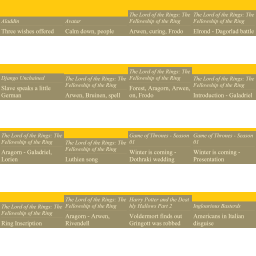 Aladdin
Three wishes offered
Avatar
Calm down, people
The Lord of the Rings: The
Fellowship of the Ring
Arwen, caring, Frodo
The Lord of the Rings: The
Fellowship of the Ring
Elrond - Dagorlad battle
Django Unchained
Slave speaks a little
German
The Lord of the Rings: The
Fellowship of the Ring
Arwen, Bruinen, spell
The Lord of the Rings: The
Fellowship of the Ring
Forest, Aragorn, Arwen,
on, Frodo
The Lord of the Rings: The
Fellowship of the Ring
Introduction - Galadriel
The Lord of the Rings: The
Fellowship of the Ring
Aragorn - Galadriel,
Lorien
The Lord of the Rings: The
Fellowship of the Ring
Luthien song
Game of Thrones - Season
01
Winter is coming -
Dothraki wedding
Game of Thrones - Season
01
Winter is coming -
Presentation
The Lord of the Rings: The
Fellowship of the Ring
Ring Inscription
The Lord of the Rings: The
Fellowship of the Ring
Aragorn - Arwen,
Rivendell
Harry Potter and the Deat
hly Hallows Part 2
Voldermort finds out
Gringott was robbed
Inglourious Basterds
Americans in Italian
disguise